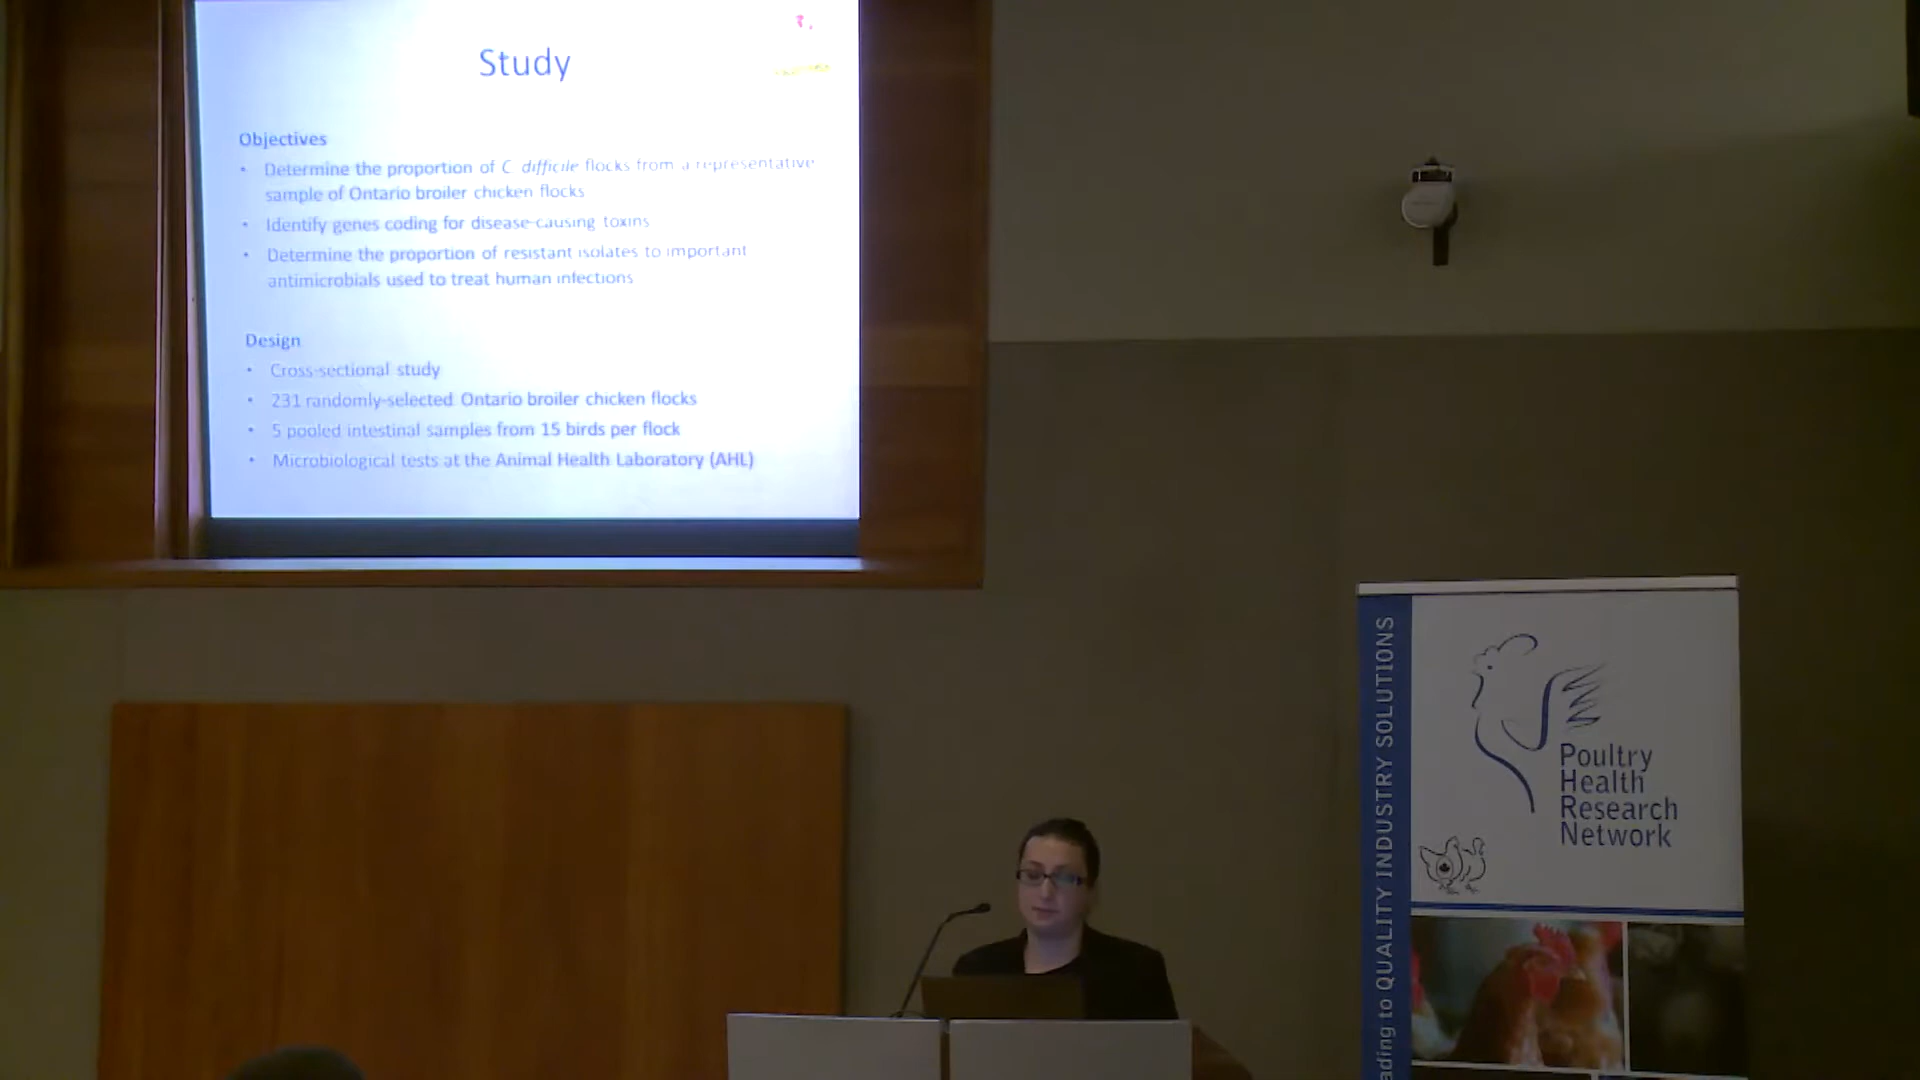 Study
Objectives
• Determine the proportion of C. difficile flocks from a representative
sample of Ontario broiler chicken flocks
• Identify genes coding for disease-causing toxins
• Determine the proportion of resistant isolates to important
antimicrobials used to treat human infections
Design
• Cross-sectional study
• 231 randomly-selected Ontario broiler chicken flocks
• 5 pooled intestinal samples from 15 birds per flock
• Microbiological tests at the Animal Health Laboratory (AHL)
ading to QUALITY INDUSTRY SOLUTIONS
Poultry
Health
Research
Network